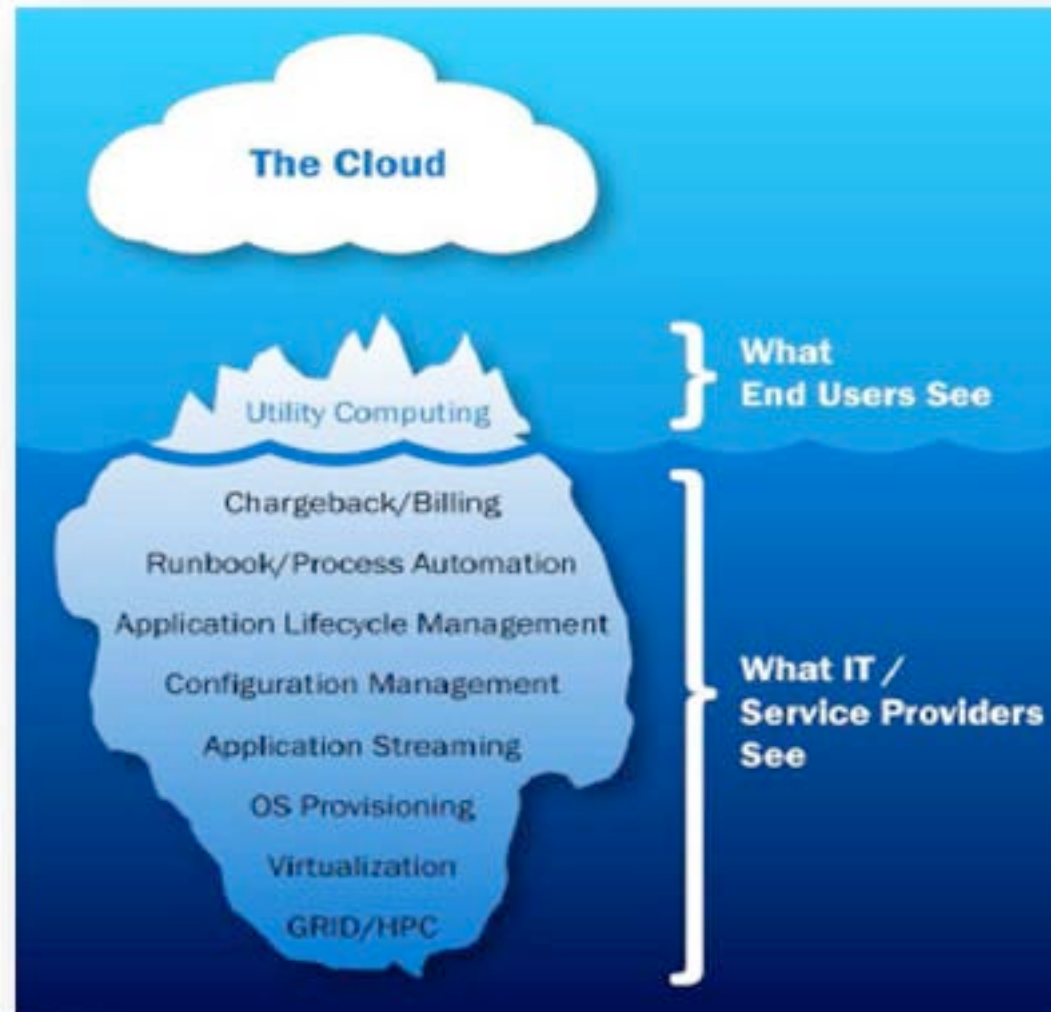 The Cloud
Utility Computing
What
End Users See
Chargeback/Billing
Runbook/Process Automation
Application Lifecycle Management
Configuration Management
Application Streaming
OS Provisioning
Virtualization
GRID/HPC
What IT /
Service Providers
See